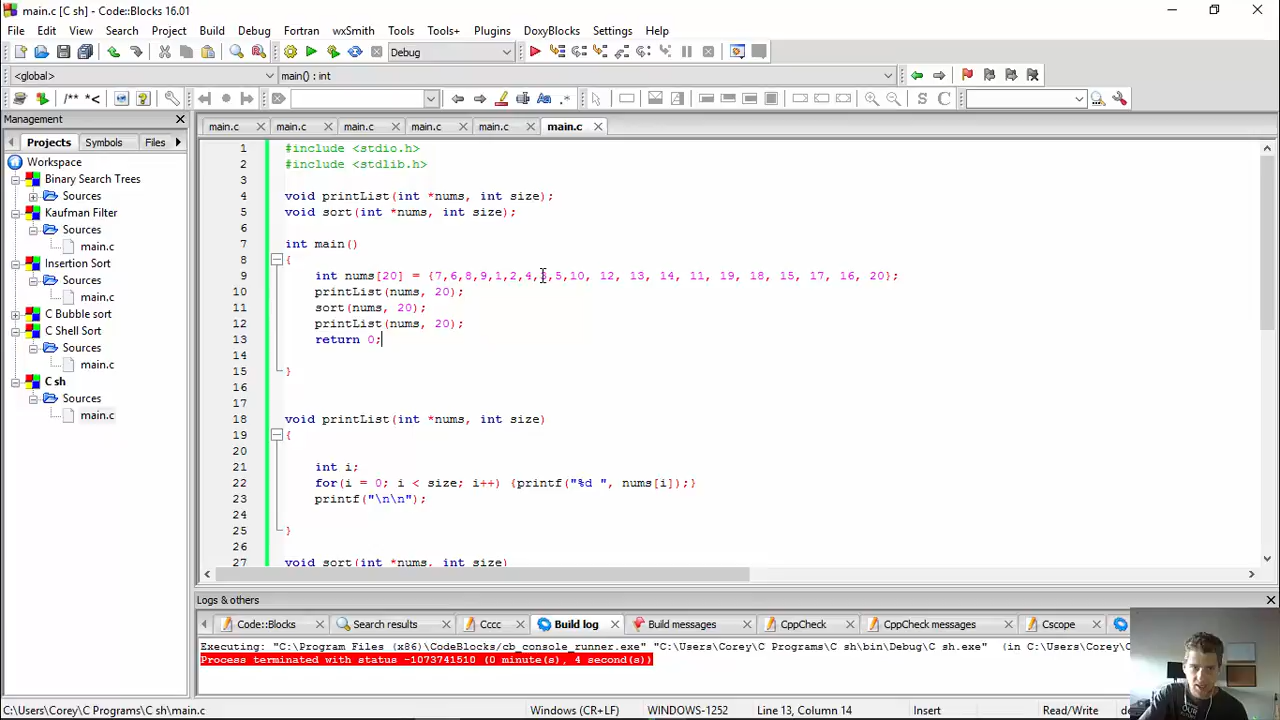 main.c [C sh] - Code::Blocks 16.01
File Edit View Search Project Build Debug Fortran wxSmith Tools Tools+ Plugins DoxyBlocks Settings Help
Debug
<global> main() : int
/** *< S C
Management
main.c main.c main.c main.c main.c main.c
Projects Symbols Files
Workspace
Binary Search Trees
Sources
Kaufman Filter
Sources
main.c
Insertion Sort
Sources
main.c
C Bubble sort
C Shell Sort
Sources
main.c
C sh
Sources
main.c
1 #include <stdio.h>
2 #include <stdlib.h>
3
4 void printList(int *nums, int size);
5 void sort(int *nums, int size);
6
7 int main()
8 {
9 int nums[20] = {7,6,8,9,1,2,4,3,5,10, 12, 13, 14, 11, 19, 18, 15, 17, 16, 20};
10 printList(nums, 20);
11 sort(nums, 20);
12 printList(nums, 20);
13 return 0;
14
15 }
16
17
18 void printList(int *nums, int size)
19 {
20
21 int i;
22 for(i = 0; i < size; i++) {printf("%d ", nums[i]);}
23 printf("\n\n");
24
25 }
26
27 void sort(int *nums, int size)
Logs & others
Code::Blocks Search results Cccc Build log Build messages CppCheck CppCheck messages Cscope
Executing: "C:\Program Files (x86)\CodeBlocks/cb_console_runner.exe" "C:\Users\Corey\C Programs\C sh\bin\Debug\C sh.exe" (in C:\Users\Corey\C
Process terminated with status -1073741510 (0 minute(s), 4 second(s))
C:\Users\Corey\C Programs\C sh\main.c Windows (CR+LF) WINDOWS-1252 Line 13, Column 14 Insert Read/Write